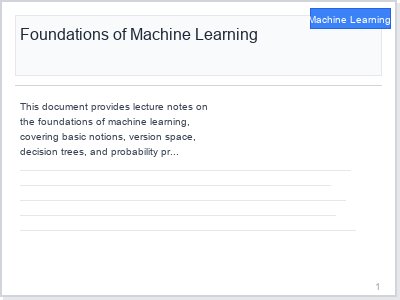 Machine Learning
Foundations of Machine Learning
This document provides lecture notes on
the foundations of machine learning,
covering basic notions, version space,
decision trees, and probability pr...
1